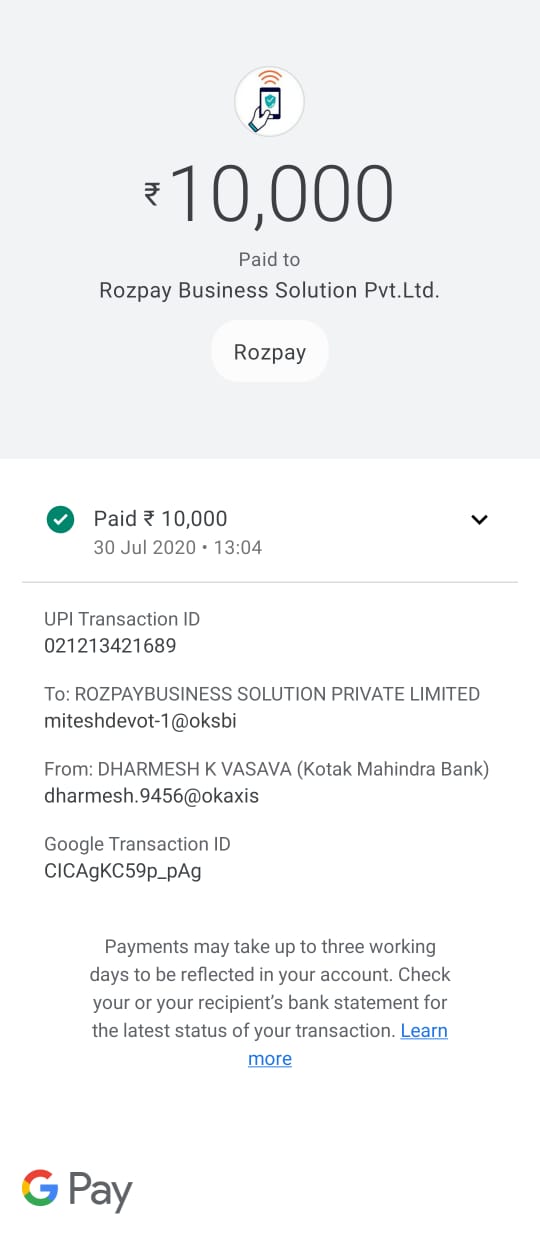 ₹10,000
Paid to
Rozpay Business Solution Pvt.Ltd.
Rozpay
Paid ₹ 10,000
30 Jul 2020 • 13:04
UPI Transaction ID
021213421689
To: ROZPAYBUSINESS SOLUTION PRIVATE LIMITED
miteshdevot-1@oksbi
From: DHARMESH K VASAVA (Kotak Mahindra Bank)
dharmesh.9456@okaxis
Google Transaction ID
CICAgKC59p_pAg
Payments may take up to three working
days to be reflected in your account. Check
your or your recipient's bank statement for
the latest status of your transaction. Learn
more
G Pay